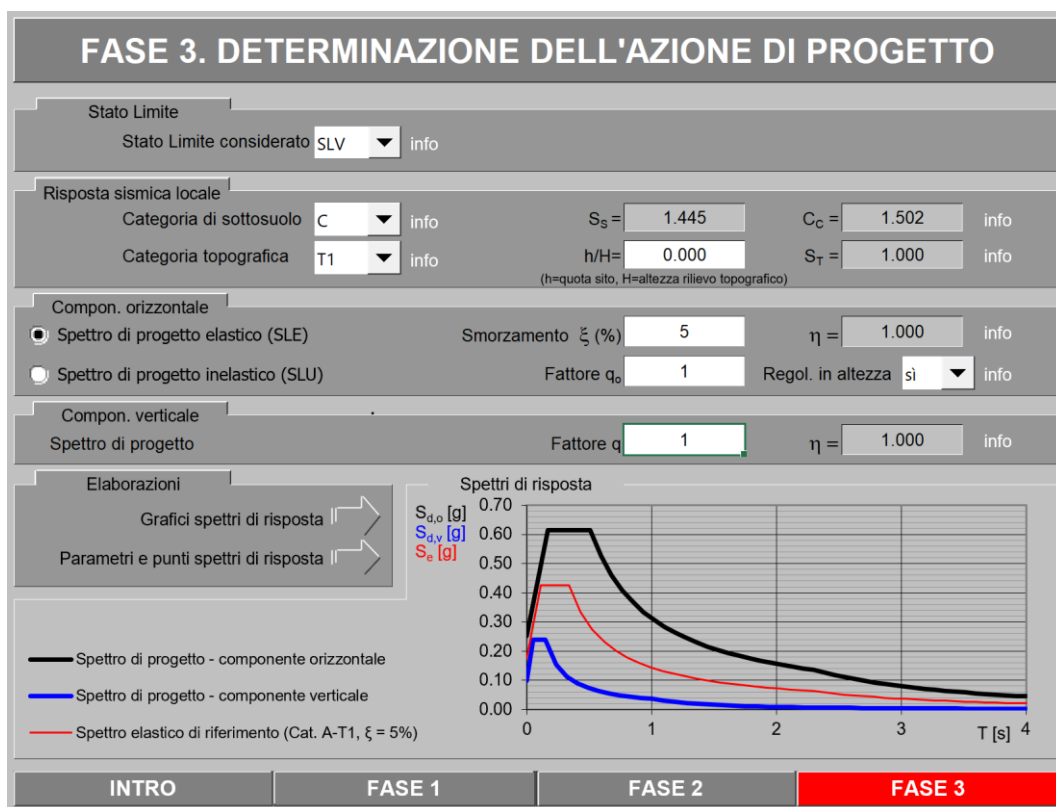 FASE 3. DETERMINAZIONE DELL'AZIONE DI PROGETTO
Stato Limite
Stato Limite considerato SLV info
Risposta sismica locale
Categoria di sottosuolo C info S_S = 1.445 C_C = 1.502 info
Categoria topografica T1 info h/H= 0.000 S_T = 1.000 info
(h=quota sito, H=altezza rilievo topografico)
Compon. orizzontale
Spettro di progetto elastico (SLE) Smorzamento ξ (%) 5 η = 1.000 info
Spettro di progetto inelastico (SLU) Fattore q_o 1 Regol. in altezza sì info
Compon. verticale
Spettro di progetto Fattore q 1 η = 1.000 info
Elaborazioni
Grafici spettri di risposta
Parametri e punti spettri di risposta
Spettri di risposta
S_d,o [g]
S_d,v [g]
S_e [g]
0.70
0.60
0.50
0.40
0.30
0.20
0.10
0.00
0 1 2 3 T [s] 4
Spettro di progetto - componente orizzontale
Spettro di progetto - componente verticale
Spettro elastico di riferimento (Cat. A-T1, ξ = 5%)
INTRO FASE 1 FASE 2 FASE 3